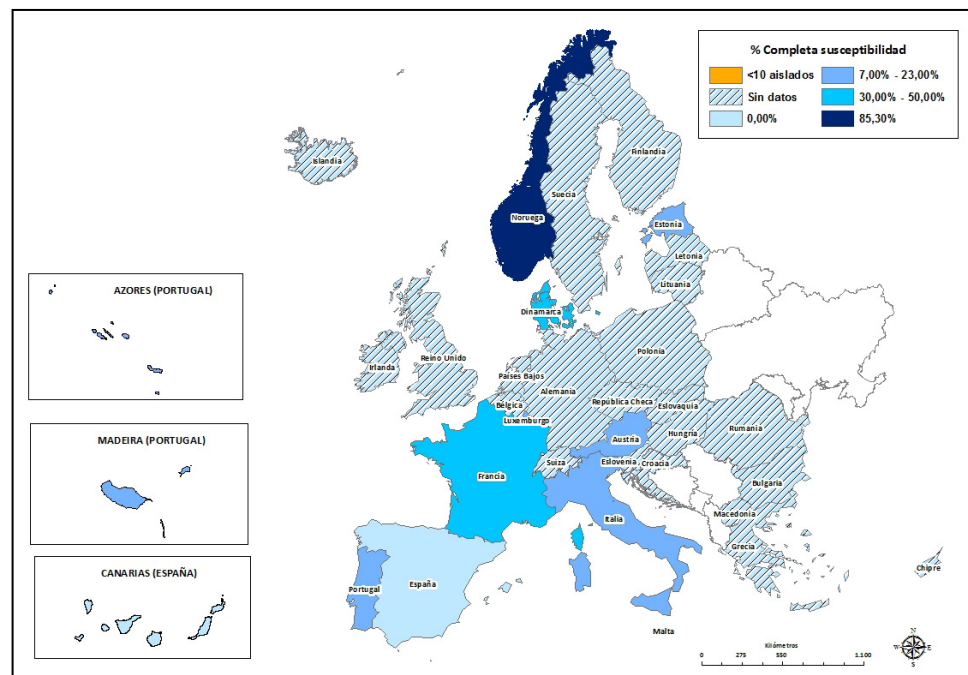 % Completa susceptibilidad
<10 aislados
7,00% - 23,00%
Sin datos
30,00% - 50,00%
0,00%
85,30%
Islandia
Finlandia
Suecia
Noruega
Estonia
Letonia
Lituania
AZORES (PORTUGAL)
Dinamarca
Reino Unido
Irlanda
Polonia
Países Bajos
Alemania
Bélgica
República Checa
Eslovaquia
Luxemburgo
MADEIRA (PORTUGAL)
Austria
Hungría
Rumania
Suiza
Eslovenia
Croacia
Francia
Bulgaria
Macedonia
Italia
Grecia
CANARIAS (ESPAÑA)
Chipre
España
Portugal
Malta
Kilómetros
0 275 550 1.100
N
W E
S